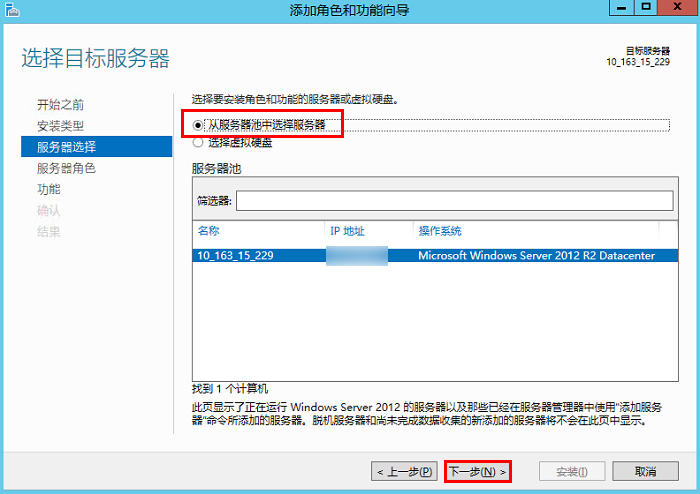 添加角色和功能向导
选择目标服务器
目标服务器
10_163_15_229
开始之前
安装类型
服务器选择
服务器角色
功能
确认
结果
选择要安装角色和功能的服务器或虚拟硬盘。
从服务器池中选择服务器
选择虚拟硬盘
服务器池
筛选器:
名称 IP 地址 操作系统
10_163_15_229 Microsoft Windows Server 2012 R2 Datacenter
找到 1 个计算机
此页显示了正在运行 Windows Server 2012 的服务器以及那些已经在服务器管理器中使用"添加服务
器"命令所添加的服务器。脱机服务器和尚未完成数据收集的新添加的服务器将不会在此页中显示。
< 上一步(P) 下一步(N) > 安装(I) 取消